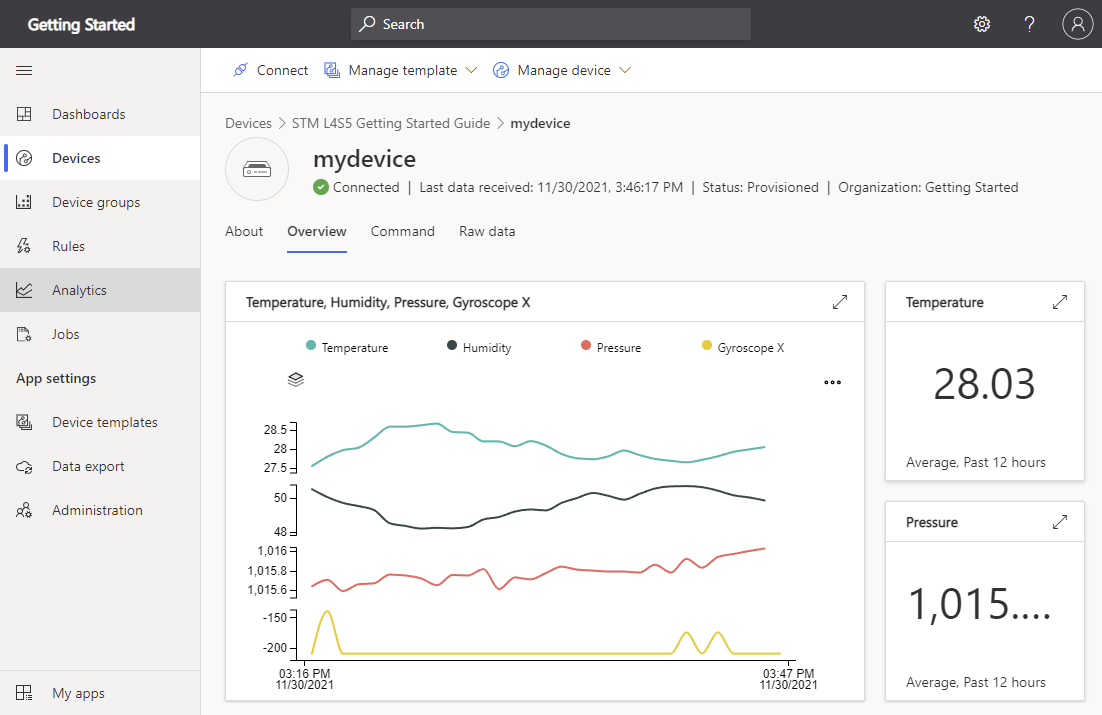 Getting Started
Search
?
Connect
Manage template
Manage device
Dashboards
Devices
Device groups
Rules
Analytics
Jobs
App settings
Device templates
Data export
Administration
My apps
Devices > STM L4S5 Getting Started Guide > mydevice
mydevice
Connected | Last data received: 11/30/2021, 3:46:17 PM | Status: Provisioned | Organization: Getting Started
About Overview Command Raw data
Temperature, Humidity, Pressure, Gyroscope X
Temperature Humidity Pressure Gyroscope X
28.5
28
27.5
50
48
1,016
1,015.8
1,015.6
-150
-200
03:16 PM 03:47 PM
11/30/2021 11/30/2021
Temperature
28.03
Average, Past 12 hours
Pressure
1,015....
Average, Past 12 hours